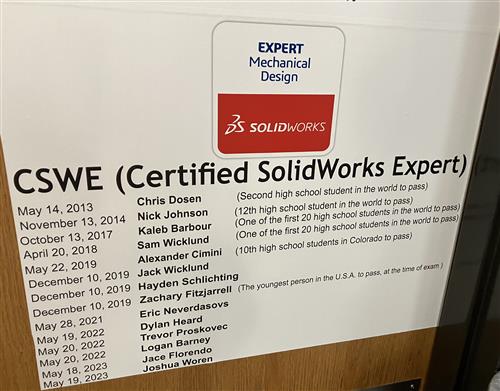 EXPERT
Mechanical
Design
SOLIDWORKS
CSWE (Certified SolidWorks Expert)
May 14, 2013 Chris Dosen (Second high school student in the world to pass)
November 13, 2014 Nick Johnson (12th high school student in the world to pass)
October 13, 2017 Kaleb Barbour (One of the first 20 high school students in the world to pass)
April 20, 2018 Sam Wicklund (One of the first 20 high school students in the world to pass)
May 22, 2019 Alexander Cimini (10th high school students in Colorado to pass)
December 10, 2019 Jack Wicklund
December 10, 2019 Hayden Schlichting
December 10, 2019 Zachary Fitzjarrell (The youngest person in the U.S.A. to pass, at the time of exam)
May 28, 2021 Eric Neverdasovs
May 19, 2022 Dylan Heard
May 20, 2022 Trevor Proskovec
May 20, 2022 Logan Barney
May 18, 2023 Jace Florendo
May 19, 2023 Joshua Woren